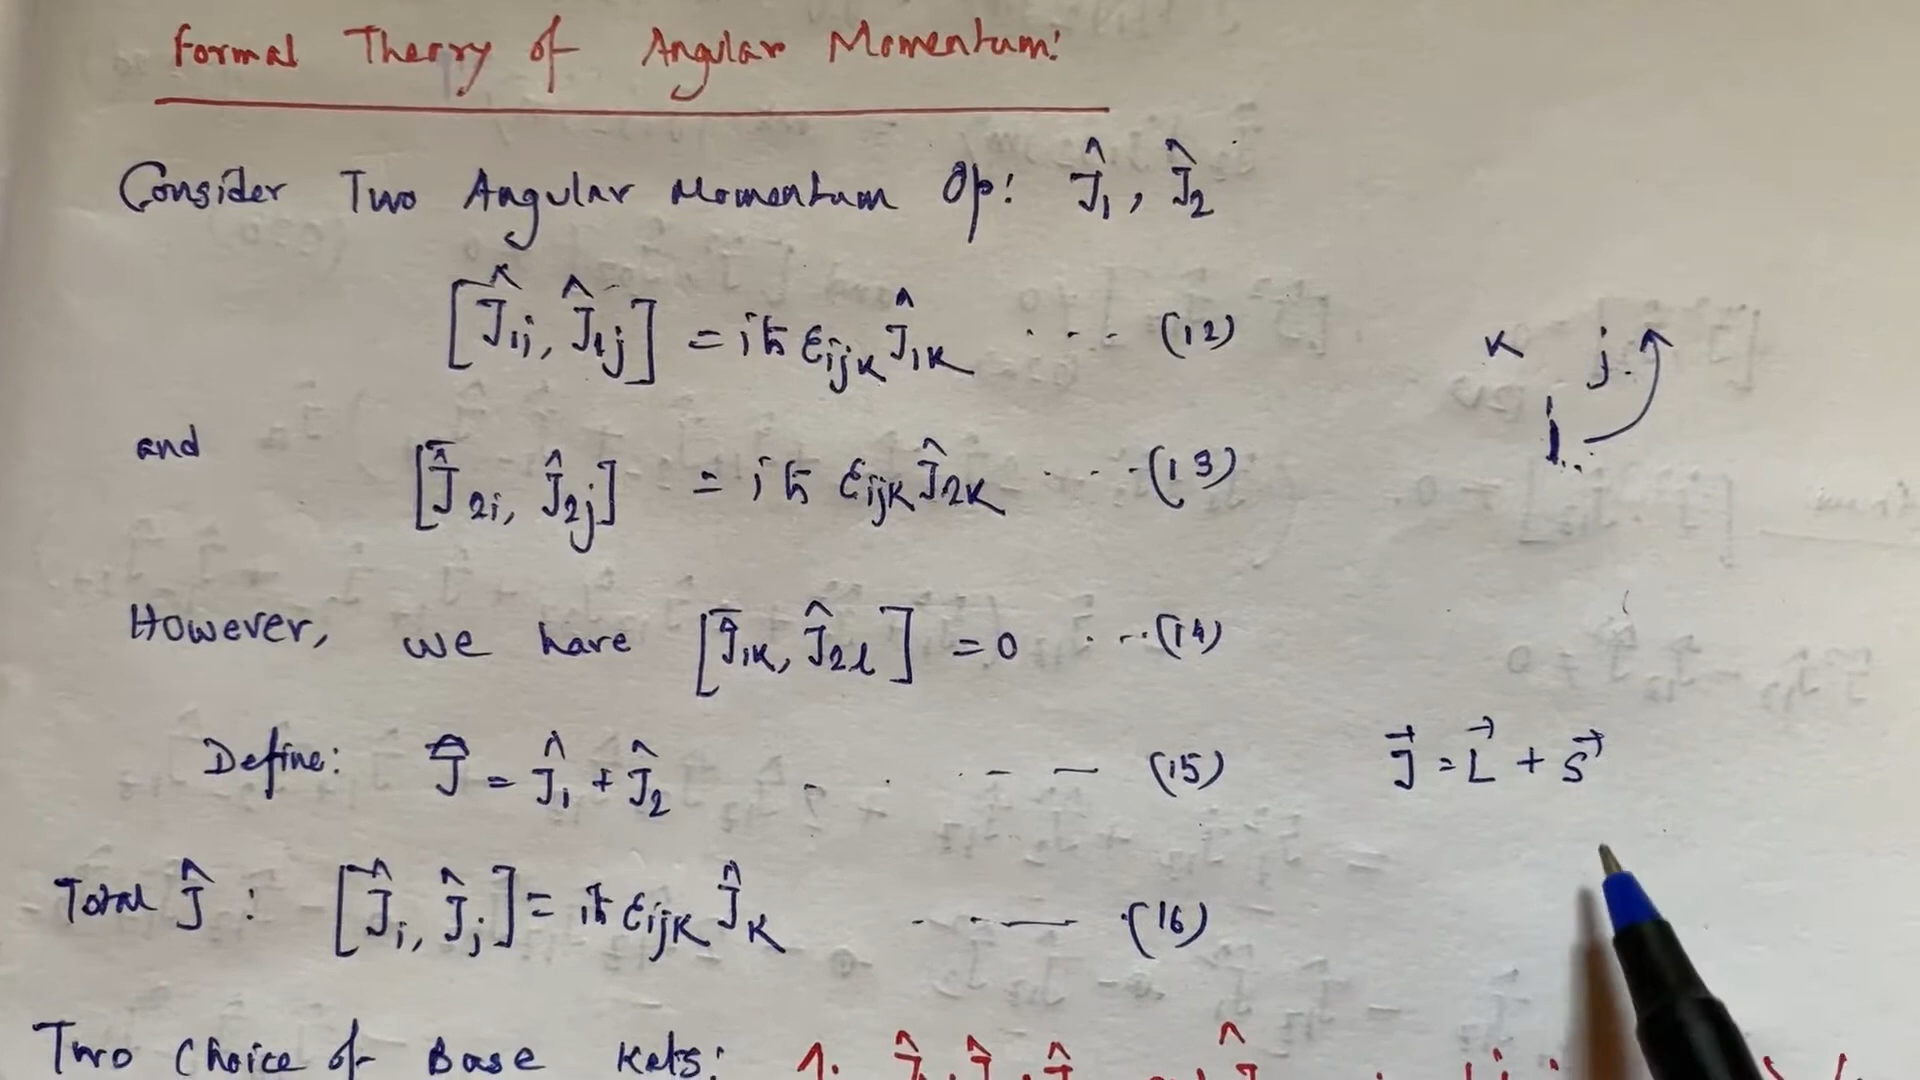 Formal Theory of Angular Momentum:
Consider Two Angular Momentum Op: Ĵ₁, Ĵ₂
[Ĵ₁ᵢ, Ĵ₁ⱼ] = iħ εᵢⱼₖ Ĵ₁ₖ ---- (12)
k j
i
and [Ĵ₂ᵢ, Ĵ₂ⱼ] = iħ εᵢⱼₖ Ĵ₂ₖ ---- (13)
However, we have [Ĵ₁ₖ, Ĵ₂ₗ] = 0 ---- (14)
Define: Ĵ = Ĵ₁ + Ĵ₂ ---- (15) J⃗ = L⃗ + S⃗
Total Ĵ : [Ĵᵢ, Ĵⱼ] = iħ εᵢⱼₖ Ĵₖ ---- (16)
Two Choice of Base Kets: 1.